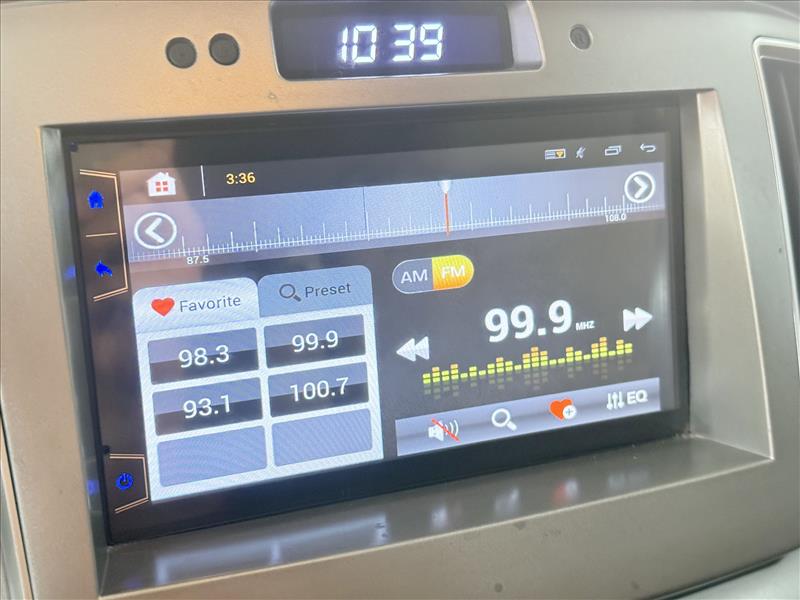 10 39
3:36
87.5
108.0
Favorite
Preset
98.3
99.9
93.1
100.7
AM
FM
99.9 MHZ
EQ